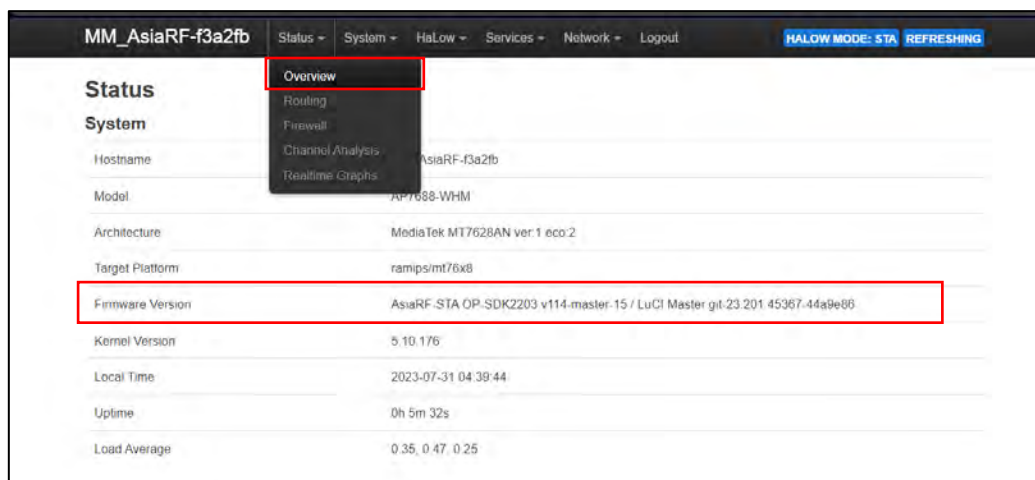 MM_AsiaRF-f3a2fb Status System HaLow Services Network Logout HALOW MODE: STA REFRESHING
Overview
Routing
Firewall
Channel Analysis
Realtime Graphs
Status
System
Hostname AsiaRF-f3a2fb
Model AP7688-WHM
Architecture MediaTek MT7628AN ver:1 eco:2
Target Platform ramips/mt76x8
Firmware Version AsiaRF-STA OP-SDK2203 v114-master-15 / LuCI Master git-23.201.45367-44a9e86
Kernel Version 5.10.176
Local Time 2023-07-31 04:39:44
Uptime 0h 5m 32s
Load Average 0.35, 0.47, 0.25